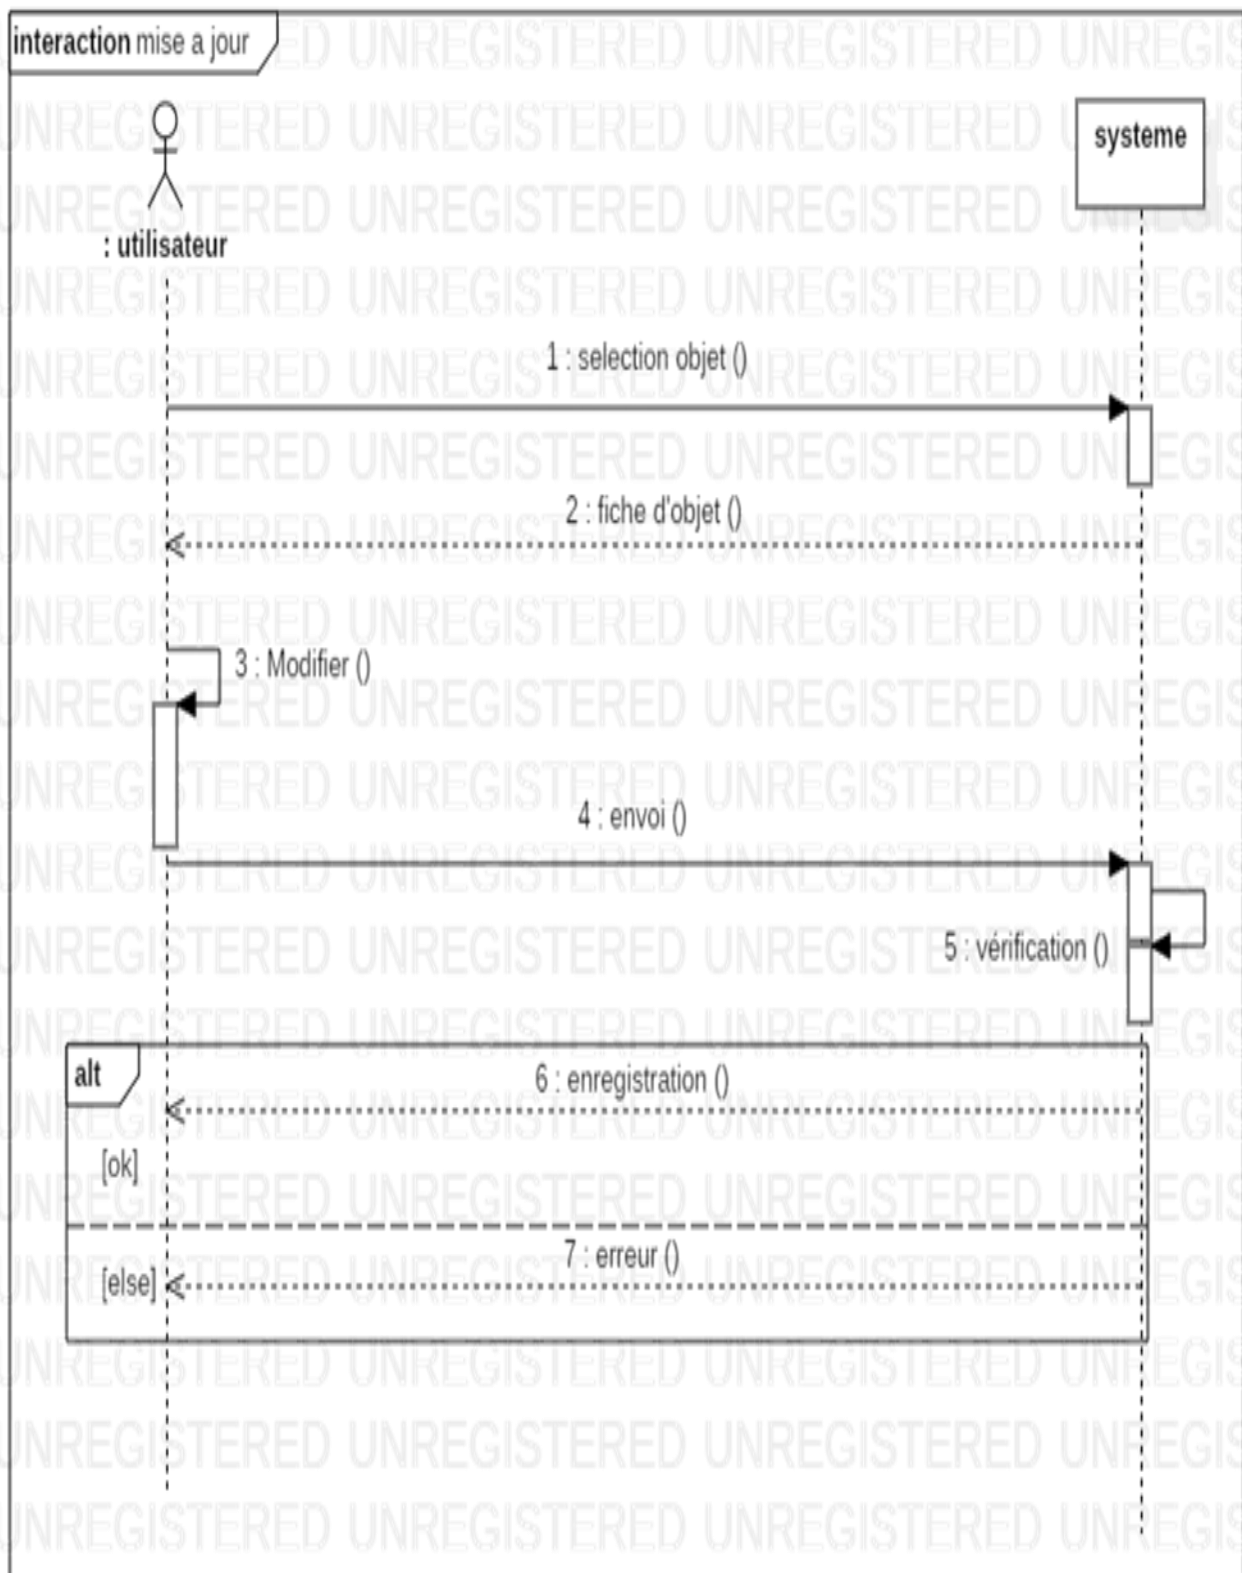 interaction mise a jour
systeme
: utilisateur
1 : selection objet ()
2 : fiche d'objet ()
3 : Modifier ()
4 : envoi ()
5 : vérification ()
alt
6 : enregistration ()
[ok]
7 : erreur ()
[else]
UNREGISTERED UNREGISTERED UNREGISTERED UNREGIS